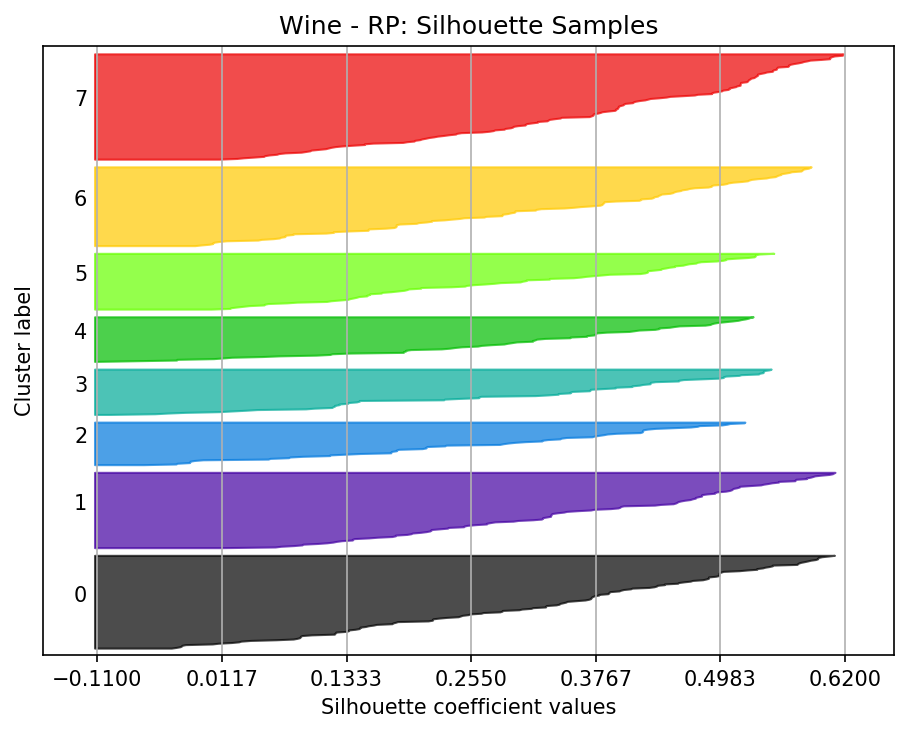 Wine - RP: Silhouette Samples
7
6
5
4
3
2
1
0
Cluster label
−0.1100 0.0117 0.1333 0.2550 0.3767 0.4983 0.6200
Silhouette coefficient values